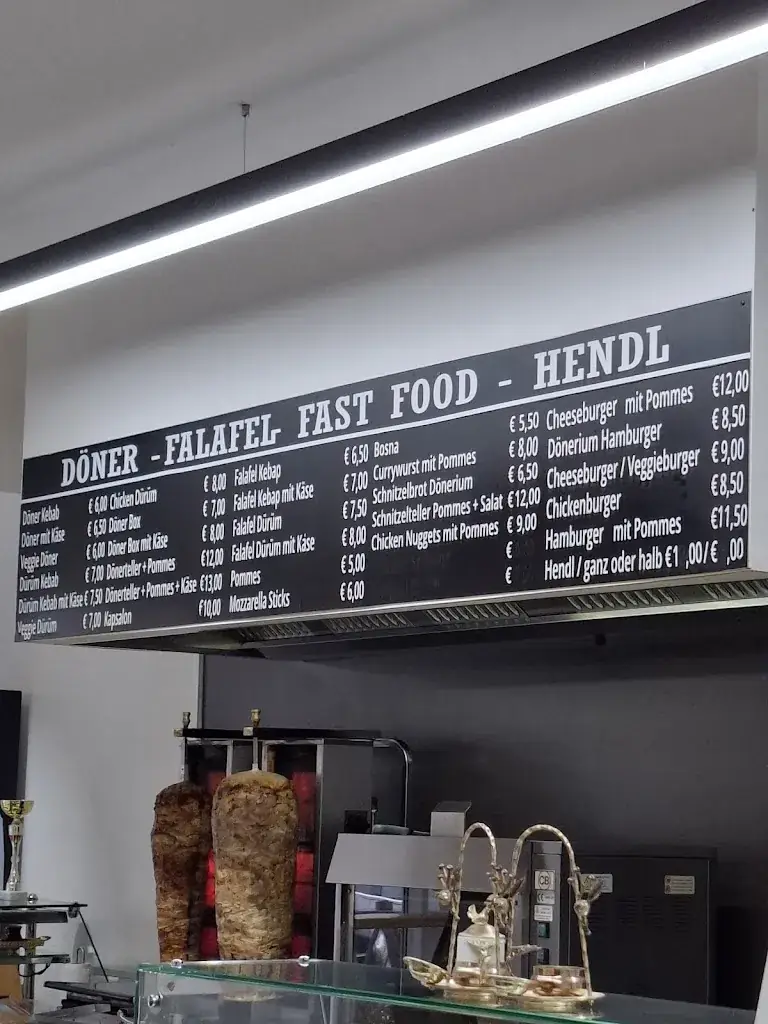 DÖNER - FALAFEL - FAST FOOD - HENDL
Döner Kebab € 6,00
Döner mit Käse € 6,50
Veggie Döner € 6,00
Dürüm Kebab € 7,00
Dürüm Kebab mit Käse € 7,50
Veggie Dürüm € 7,00
Chicken Dürüm € 8,00
Döner Box € 7,00
Döner Box mit Käse € 8,00
Dönerteller + Pommes €12,00
Dönerteller + Pommes + Käse €13,00
Kapsalon €10,00
Falafel Kebap € 6,50
Falafel Kebap mit Käse € 7,00
Falafel Dürüm € 7,50
Falafel Dürüm mit Käse € 8,00
Pommes € 5,00
Mozzarella Sticks € 6,00
Bosna € 5,50
Currywurst mit Pommes € 8,00
Schnitzelbrot Dönerium € 6,50
Schnitzelteller Pommes + Salat €12,00
Chicken Nuggets mit Pommes € 9,00
€
€
Cheeseburger mit Pommes €12,00
Dönerium Hamburger € 8,50
Cheeseburger / Veggieburger € 9,00
Chickenburger € 8,50
Hamburger mit Pommes €11,50
Hendl / ganz oder halb €1 ,00/ € ,00
CB